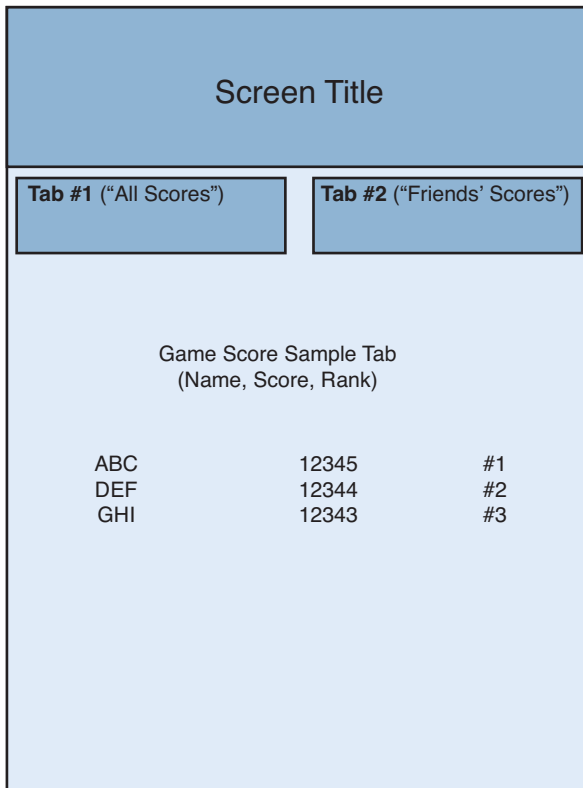 Screen Title
Tab #1 (“All Scores”)
Tab #2 (“Friends’ Scores”)
Game Score Sample Tab
(Name, Score, Rank)
ABC 12345 #1
DEF 12344 #2
GHI 12343 #3